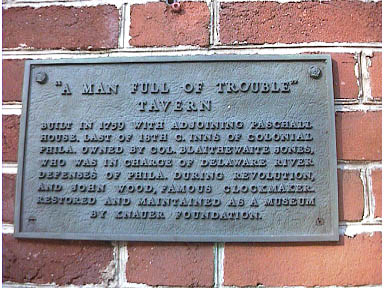 "A MAN FULL OF TROUBLE"
TAVERN
BUILT IN 1759 WITH ADJOINING PASCHALL
HOUSE. LAST OF 18TH C. INNS OF COLONIAL
PHILA. OWNED BY COL. BLAITHEWAITE JONES,
WHO WAS IN CHARGE OF DELAWARE RIVER
DEFENSES OF PHILA. DURING REVOLUTION,
AND JOHN WOOD, FAMOUS CLOCKMAKER.
RESTORED AND MAINTAINED AS A MUSEUM
BY KNAUER FOUNDATION.